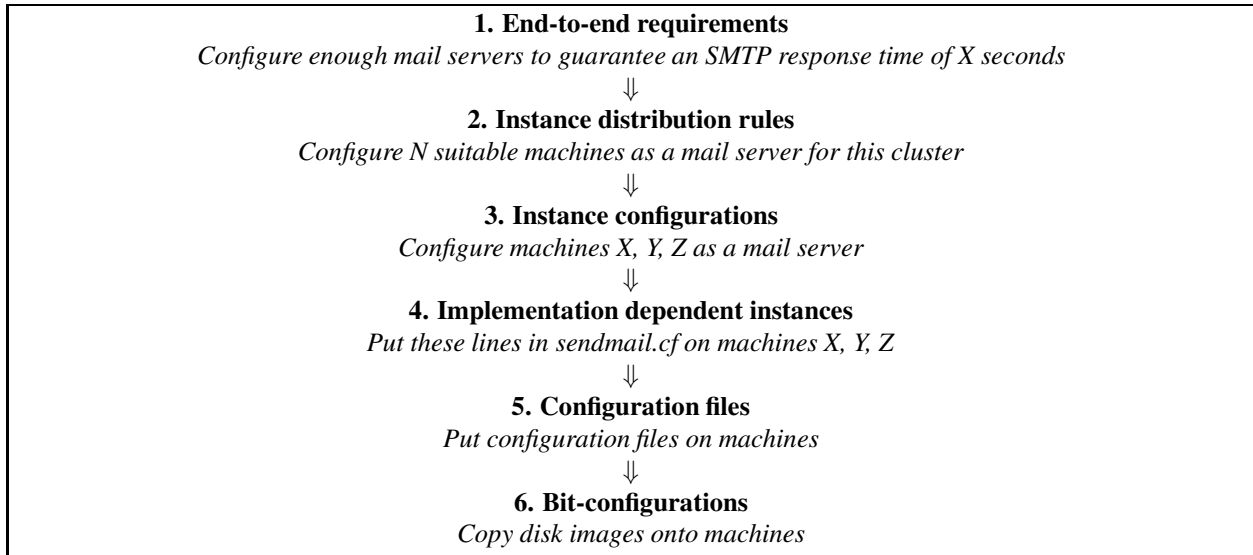 1. End-to-end requirements
Configure enough mail servers to guarantee an SMTP response time of X seconds
⇓
2. Instance distribution rules
Configure N suitable machines as a mail server for this cluster
⇓
3. Instance configurations
Configure machines X, Y, Z as a mail server
⇓
4. Implementation dependent instances
Put these lines in sendmail.cf on machines X, Y, Z
⇓
5. Configuration files
Put configuration files on machines
⇓
6. Bit-configurations
Copy disk images onto machines